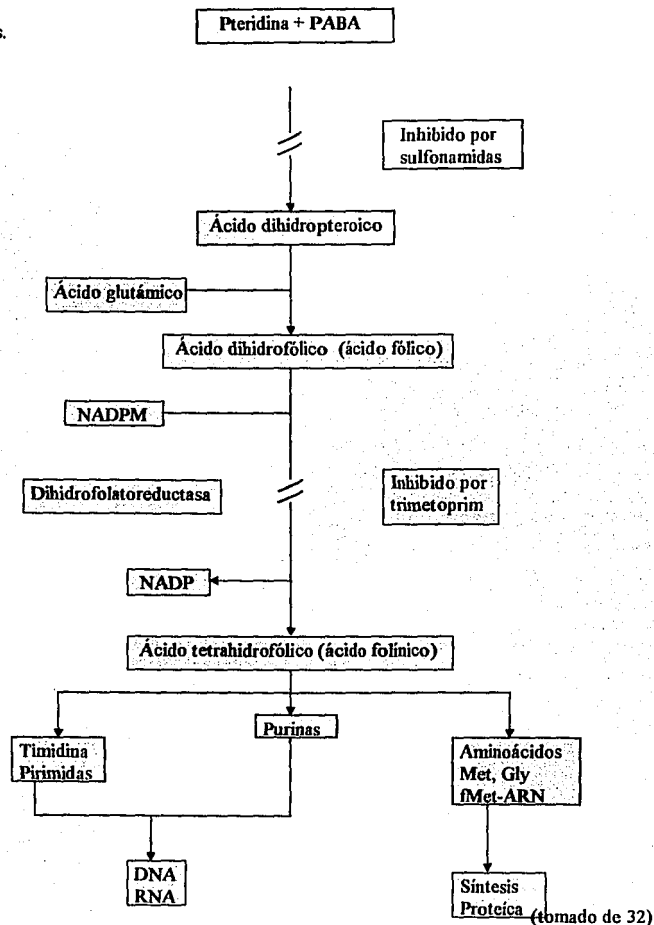 s.
Pteridina + PABA
Inhibido por
sulfonamidas
Ácido dihidropteroico
Ácido glutámico
Ácido dihidrofólico (ácido fólico)
NADPM
Dihidrofolatoreductasa
Inhibido por
trimetoprim
NADP
Ácido tetrahidrofólico (ácido folínico)
Timidina
Pirimidas
Purinas
Aminoácidos
Met, Gly
fMet-ARN
DNA
RNA
Síntesis
Proteíca
(tomado de 32)